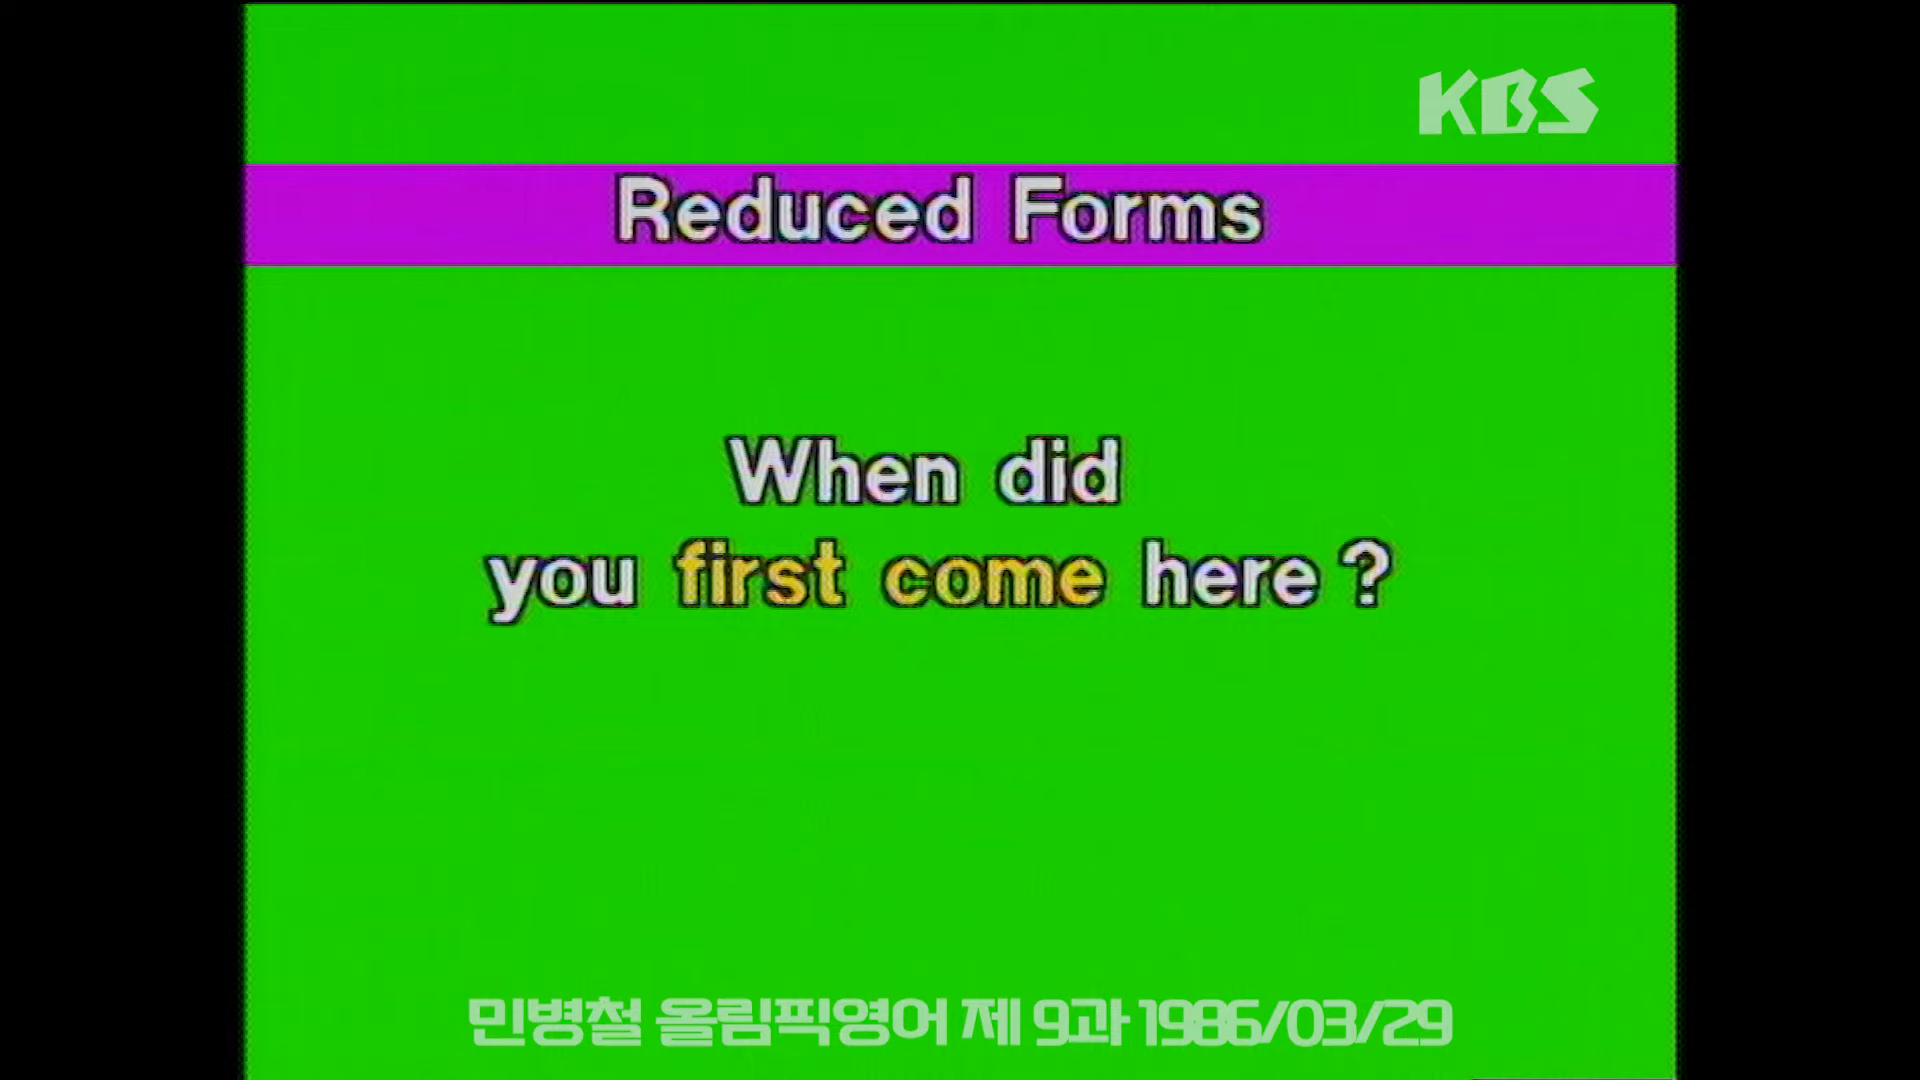 KBS
Reduced Forms
When did
you first come here ?
민병철 올림픽영어 제 9과 1986/03/29